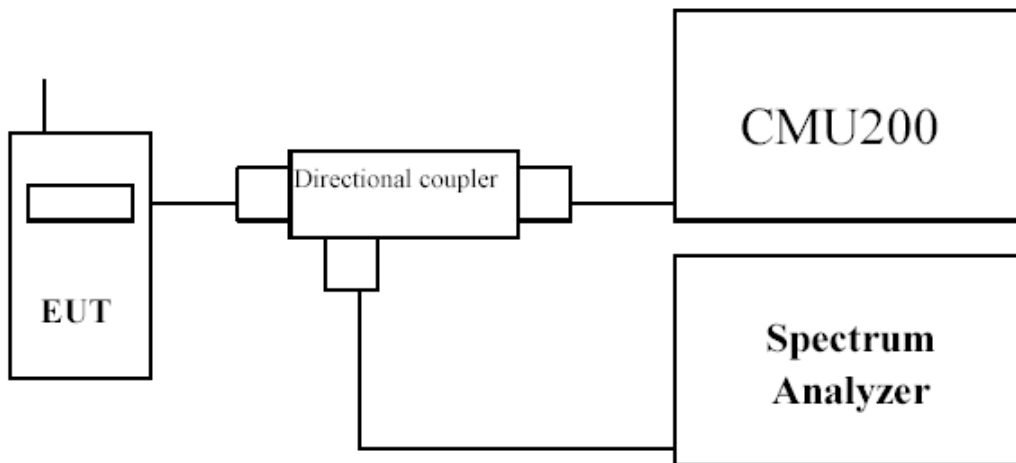 CMU200
Directional coupler
EUT
Spectrum
Analyzer